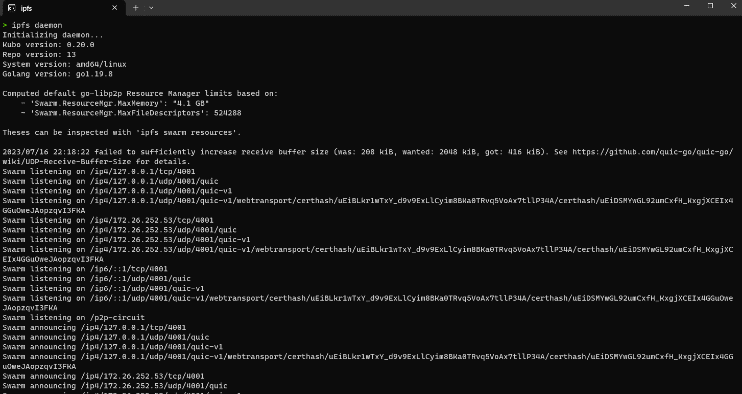 ipfs
> ipfs daemon
Initializing daemon...
Kubo version: 0.20.0
Repo version: 13
System version: amd64/linux
Golang version: go1.19.8
Computed default go-libp2p Resource Manager limits based on:
- 'Swarm.ResourceMgr.MaxMemory': "4.1 GB"
- 'Swarm.ResourceMgr.MaxFileDescriptors': 524288
Theses can be inspected with 'ipfs swarm resources'.
2023/07/16 22:18:22 failed to sufficiently increase receive buffer size (was: 208 kiB, wanted: 2048 kiB, got: 416 kiB). See https://github.com/quic-go/quic-go/
wiki/UDP-Receive-Buffer-Size for details.
Swarm listening on /ip4/127.0.0.1/tcp/4001
Swarm listening on /ip4/127.0.0.1/udp/4001/quic
Swarm listening on /ip4/127.0.0.1/udp/4001/quic-v1
Swarm listening on /ip4/127.0.0.1/udp/4001/quic-v1/webtransport/certhash/uEiBLkr1wTxY_d9v9ExLlCyim8BKa0TRvq5VoAx7tllP34A/certhash/uEiDSMYwGL92umCxfH_KxgjXCEIx4
GGuOweJAopzqvI3FKA
Swarm listening on /ip4/172.26.252.53/tcp/4001
Swarm listening on /ip4/172.26.252.53/udp/4001/quic
Swarm listening on /ip4/172.26.252.53/udp/4001/quic-v1
Swarm listening on /ip4/172.26.252.53/udp/4001/quic-v1/webtransport/certhash/uEiBLkr1wTxY_d9v9ExLlCyim8BKa0TRvq5VoAx7tllP34A/certhash/uEiDSMYwGL92umCxfH_KxgjXC
EIx4GGuOweJAopzqvI3FKA
Swarm listening on /ip6/::1/tcp/4001
Swarm listening on /ip6/::1/udp/4001/quic
Swarm listening on /ip6/::1/udp/4001/quic-v1
Swarm listening on /ip6/::1/udp/4001/quic-v1/webtransport/certhash/uEiBLkr1wTxY_d9v9ExLlCyim8BKa0TRvq5VoAx7tllP34A/certhash/uEiDSMYwGL92umCxfH_KxgjXCEIx4GGuOwe
JAopzqvI3FKA
Swarm listening on /p2p-circuit
Swarm announcing /ip4/127.0.0.1/tcp/4001
Swarm announcing /ip4/127.0.0.1/udp/4001/quic
Swarm announcing /ip4/127.0.0.1/udp/4001/quic-v1
Swarm announcing /ip4/127.0.0.1/udp/4001/quic-v1/webtransport/certhash/uEiBLkr1wTxY_d9v9ExLlCyim8BKa0TRvq5VoAx7tllP34A/certhash/uEiDSMYwGL92umCxfH_KxgjXCEIx4GG
uOweJAopzqvI3FKA
Swarm announcing /ip4/172.26.252.53/tcp/4001
Swarm announcing /ip4/172.26.252.53/udp/4001/quic